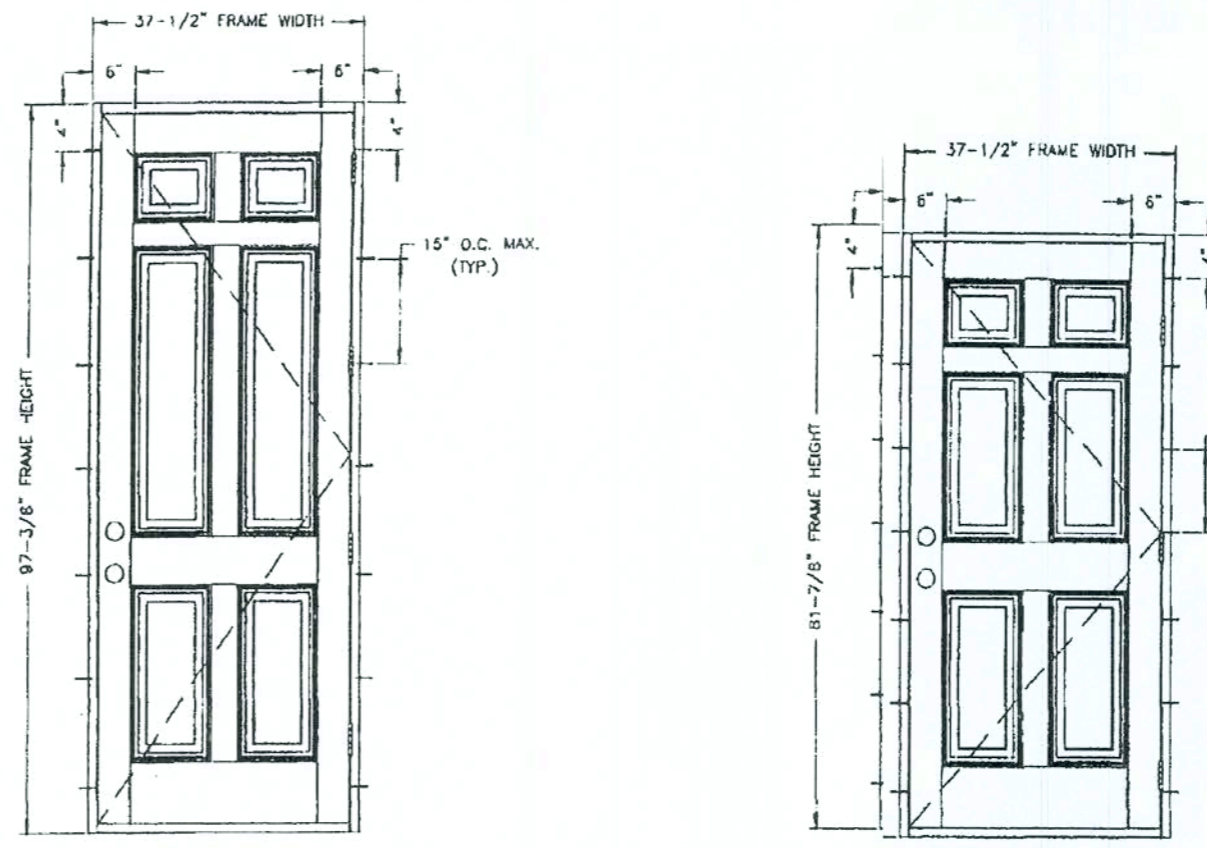 37-1/2" FRAME WIDTH
6" 6"
4" 4"
15" O.C. MAX.
(TYP.)
97-3/8" FRAME HEIGHT
37-1/2" FRAME WIDTH
6" 6"
4" 4"
81-7/8" FRAME HEIGHT